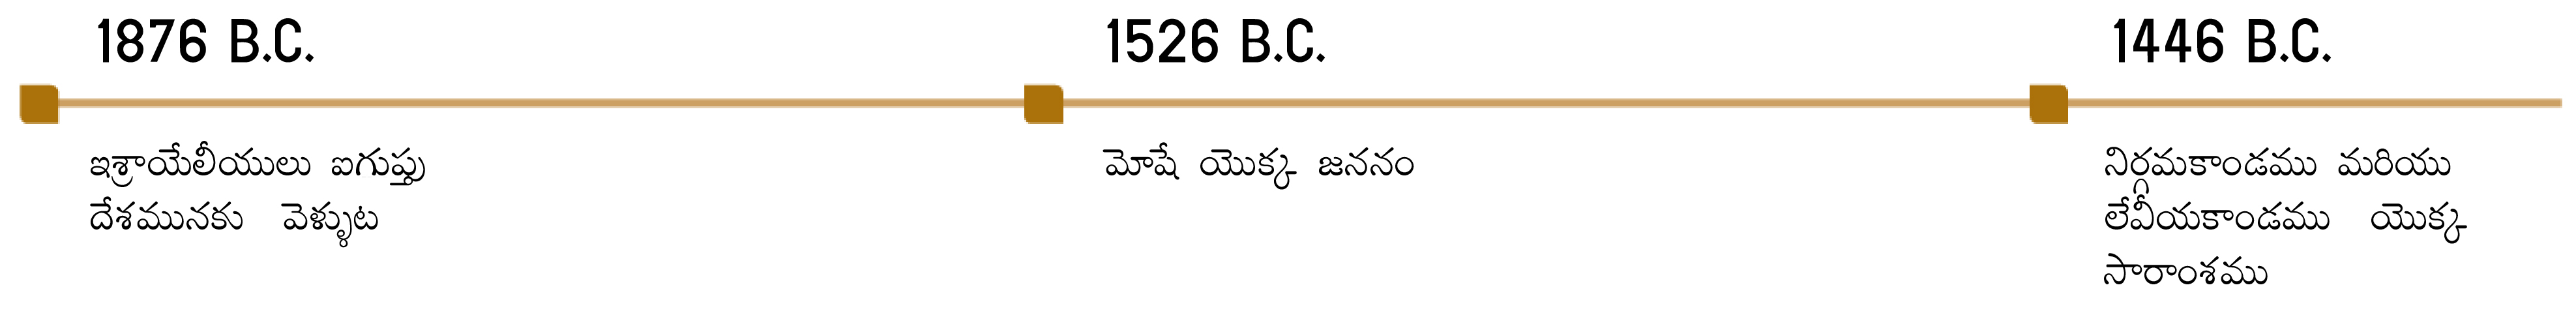 1876 B.C.
ఇశ్రాయేలీయులు ఐగుప్తు
దేశమునకు వెళ్ళుట
1526 B.C.
మోషే యొక్క జననం
1446 B.C.
నిర్గమకాండము మరియు
లేవీయకాండము యొక్క
సారాంశము